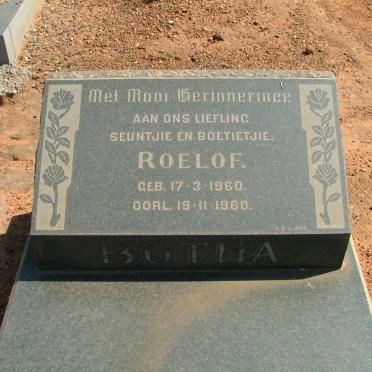 Met Mooi Herinneringe
AAN ONS LIEFLING
SEUNTJIE EN BOETIETJIE:
ROELOF.
GEB. 17-3-1960.
OORL. 19-11-1960.
BOTHA